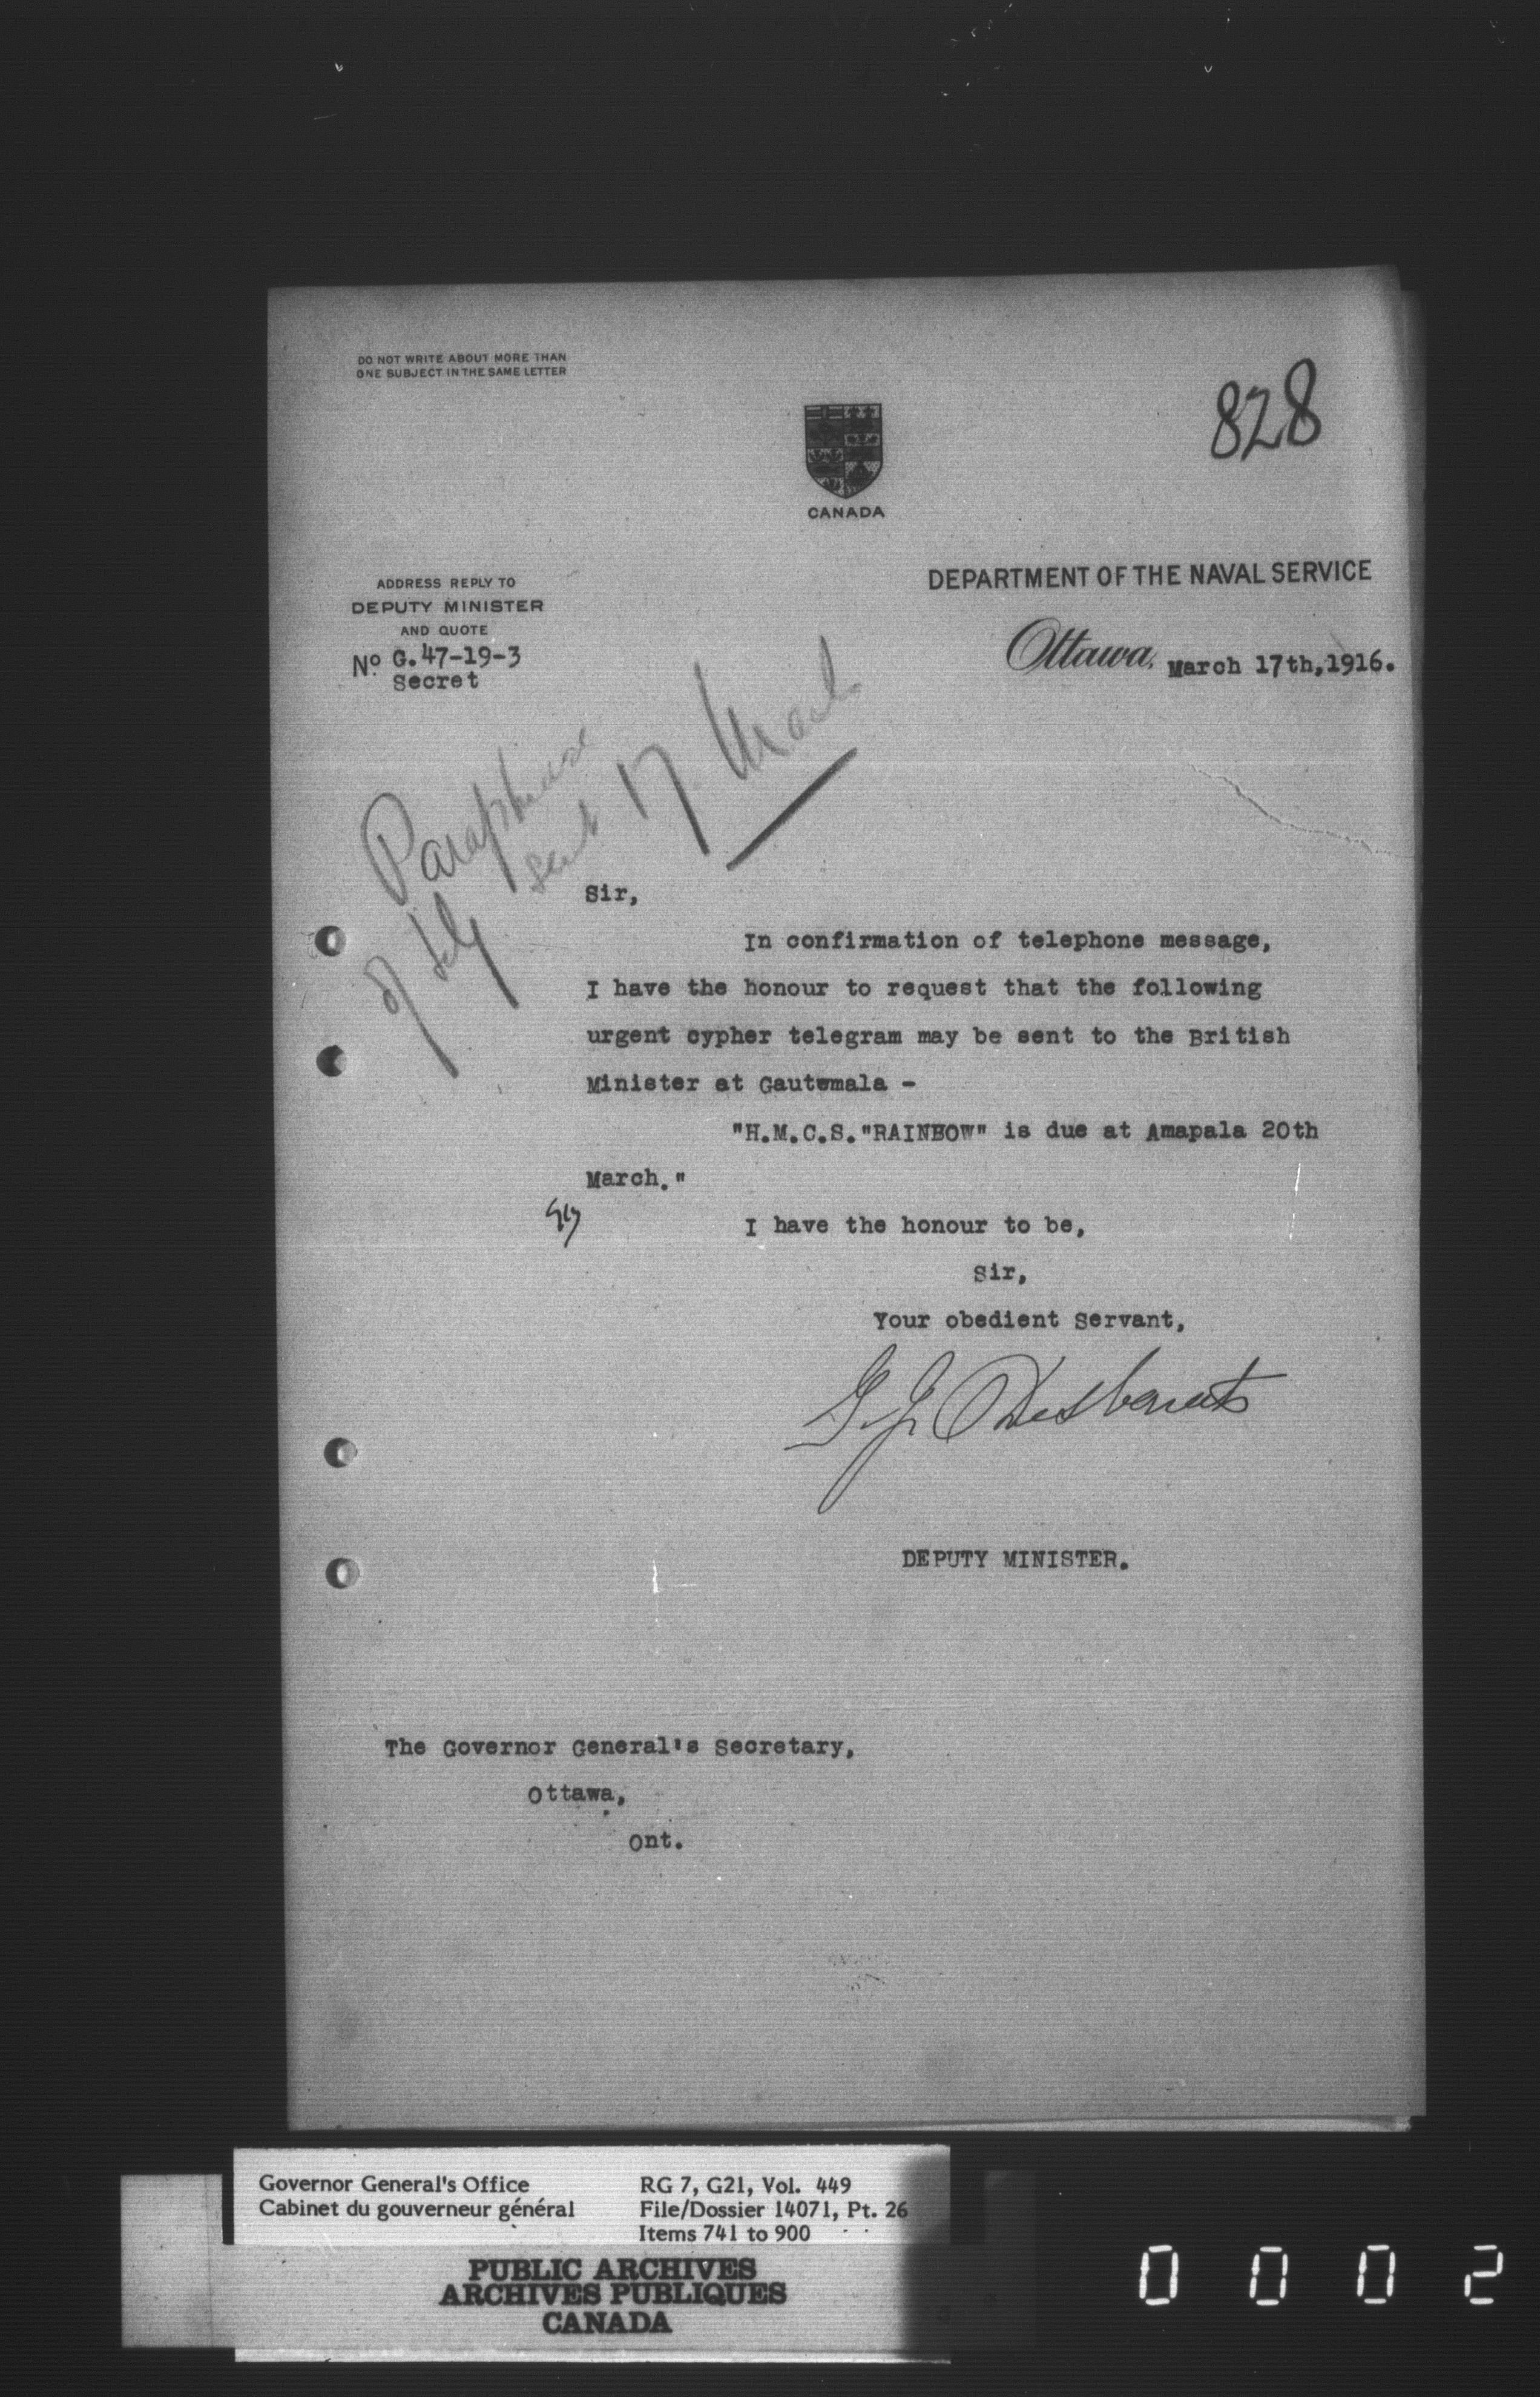 DO NOT WRITE ABOUT MORE THAN
ONE SUBJECT IN THE SAME LETTER
828
CANADA
ADDRESS REPLY TO
DEPUTY MINISTER
AND QUOTE
No. G. 47-19-3
Secret
DEPARTMENT OF THE NAVAL SERVICE
Ottawa, March 17th, 1916.
Paraphrase
of tely sent 17 March
Sir,
In confirmation of telephone message,
I have the honour to request that the following
urgent cypher telegram may be sent to the British
Minister at Gautemala -
"H.M.C.S."RAINBOW" is due at Amapala 20th
March."
I have the honour to be,
Sir,
Your obedient Servant,
G. J. Desbarats
DEPUTY MINISTER.
The Governor General's Secretary,
Ottawa,
Ont.
Governor General's Office
Cabinet du gouverneur général
RG 7, G21, Vol. 449
File/Dossier 14071, Pt. 26
Items 741 to 900
PUBLIC ARCHIVES
ARCHIVES PUBLIQUES
CANADA
0002